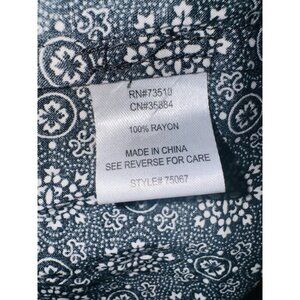 RN#73510
CN#35884
100% RAYON
MADE IN CHINA
SEE REVERSE FOR CARE
STYLE# 75067